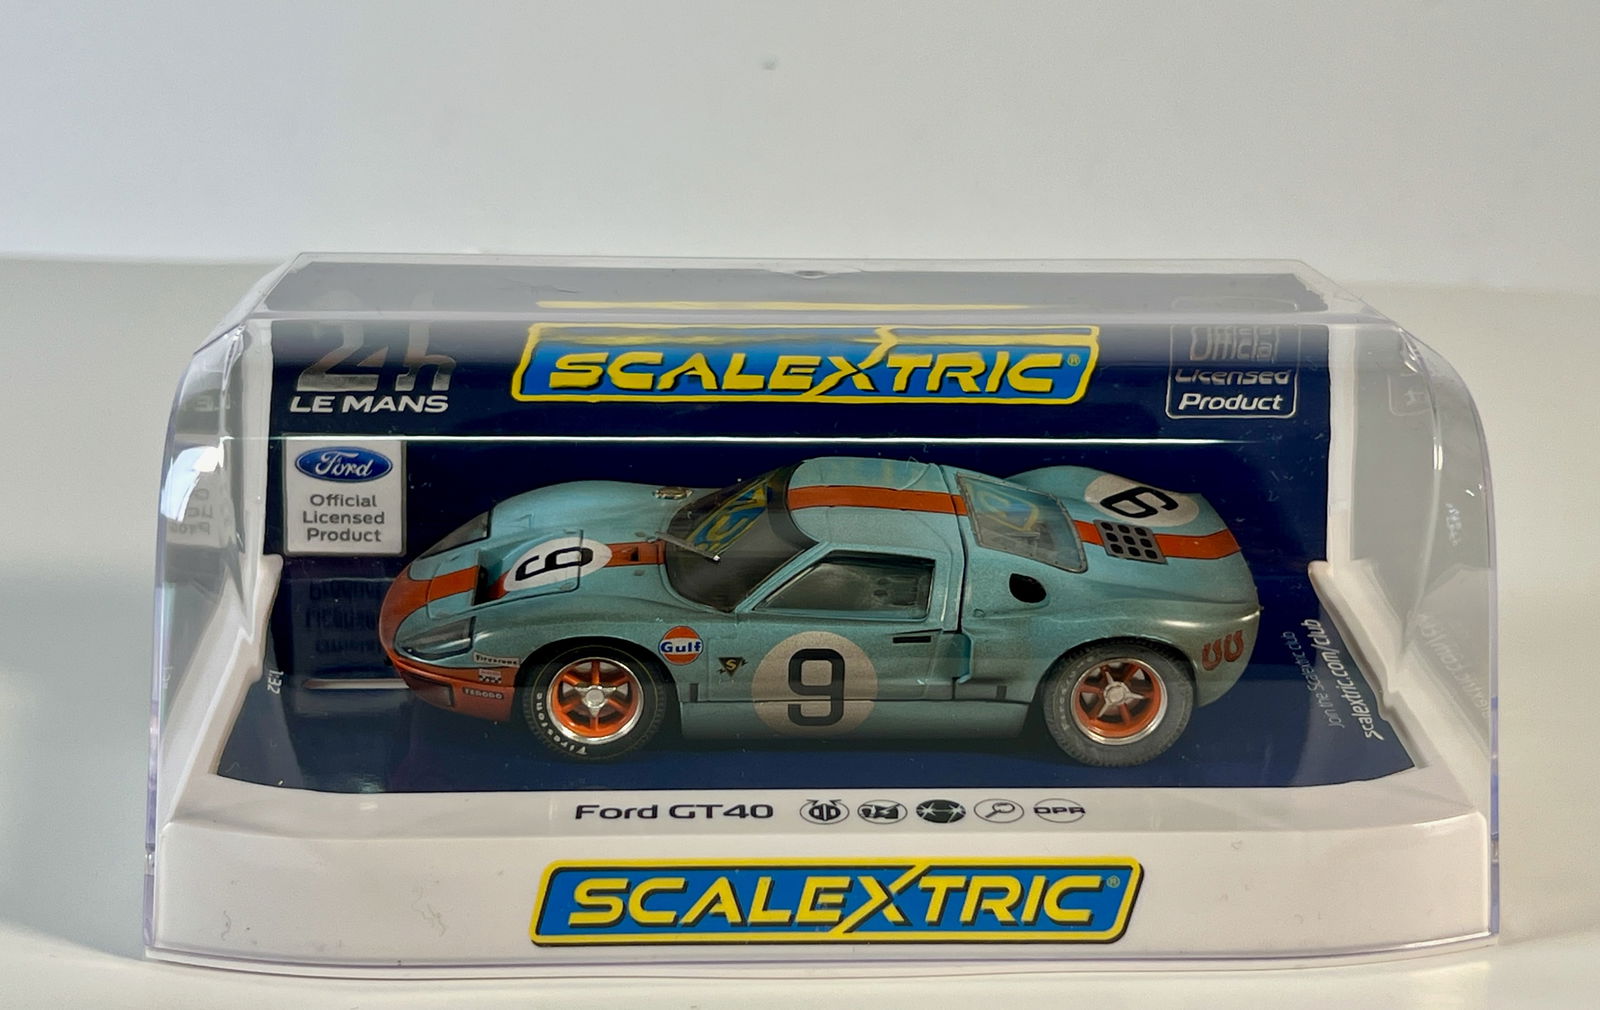 24h
LE MANS
SCALEXTRIC®
Official
Licensed
Product
Ford
Official
Licensed
Product
9
9
9
Gulf
S
Firestone
FERODO
Firestone
1:32
Join the Scalextric club
scalextric.com/club
Ford GT40
DPR
SCALEXTRIC®